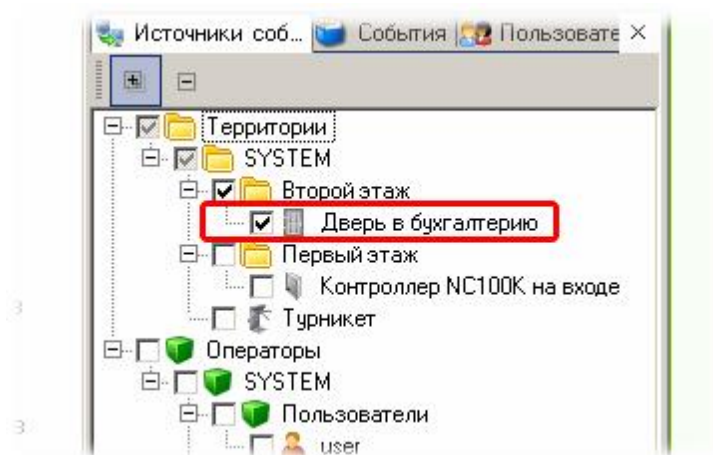 Источники соб... События Пользовате
Территории
SYSTEM
Второй этаж
Дверь в бухгалтерию
Первый этаж
Контроллер NC100K на входе
Турникет
Операторы
SYSTEM
Пользователи
user